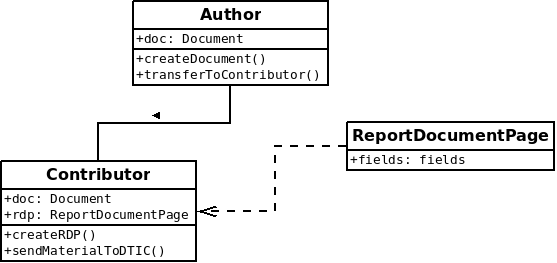 Author
+doc: Document
+createDocument()
+transferToContributor()
ReportDocumentPage
+fields: fields
Contributor
+doc: Document
+rdp: ReportDocumentPage
+createRDP()
+sendMaterialToDTIC()